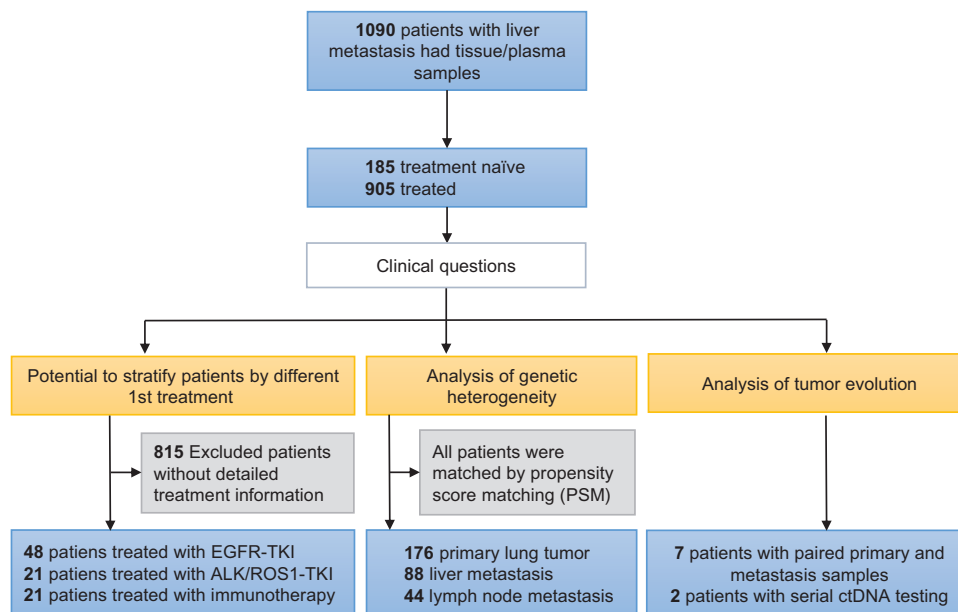 1090 patients with liver
metastasis had tissue/plasma
samples
185 treatment naïve
905 treated
Clinical questions
Potential to stratify patients by different
1st treatment
815 Excluded patients
without detailed
treatment information
48 patiens treated with EGFR-TKI
21 patiens treated with ALK/ROS1-TKI
21 patiens treated with immunotherapy
Analysis of genetic
heterogeneity
All patients were
matched by propensity
score matching (PSM)
176 primary lung tumor
88 liver metastasis
44 lymph node metastasis
Analysis of tumor evolution
7 patients with paired primary and
metastasis samples
2 patients with serial ctDNA testing